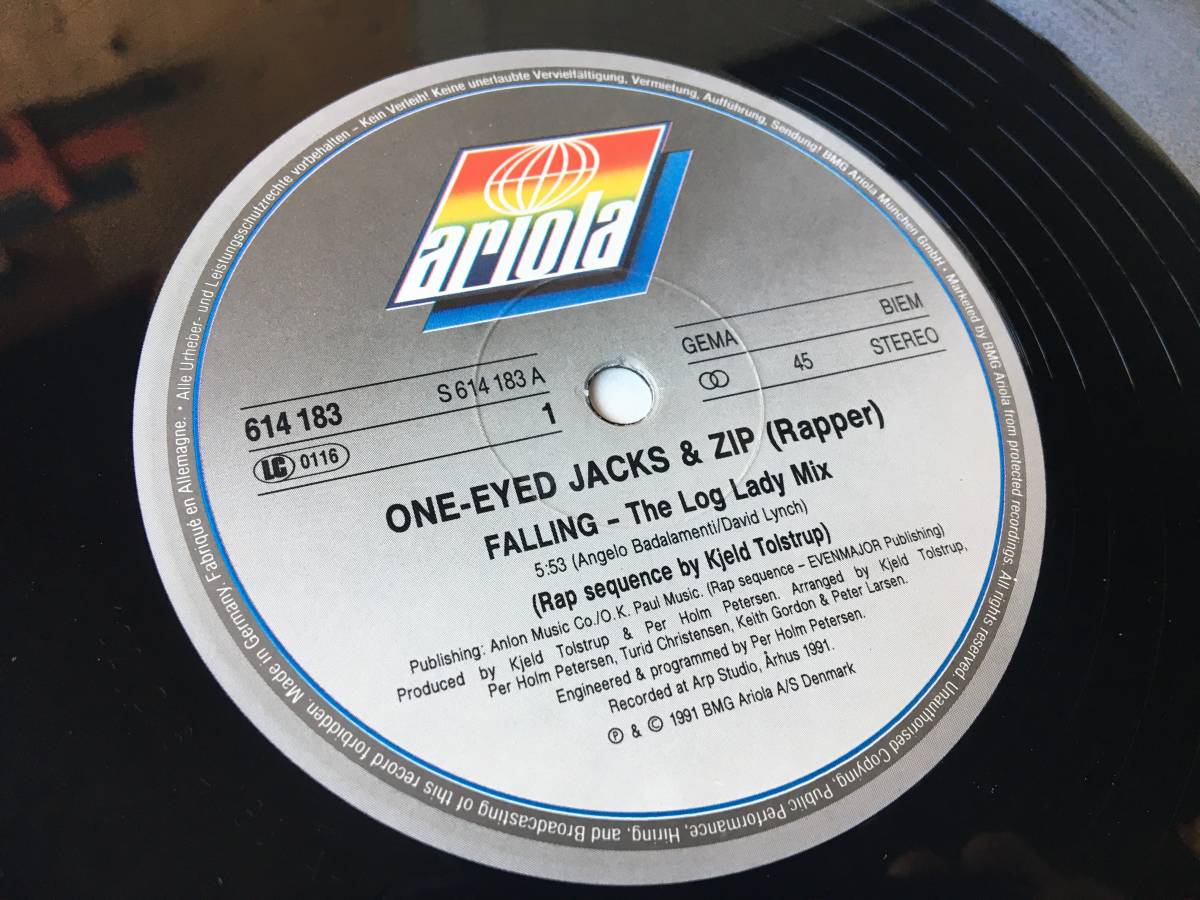 ariola
614 183
S 614 183 A
LC 0116
1
GEMA
BIEM
45
STEREO
ONE-EYED JACKS & ZIP (Rapper)
FALLING – The Log Lady Mix
5:53 (Angelo Badalamenti/David Lynch)
(Rap sequence by Kjeld Tolstrup)
Publishing: Anlon Music Co./O.K. Paul Music. (Rap sequence – EVENMAJOR Publishing)
Produced by Kjeld Tolstrup & Per Holm Petersen. Arranged by Kjeld Tolstrup,
Per Holm Petersen, Turid Christensen, Keith Gordon & Peter Larsen.
Engineered & programmed by Per Holm Petersen.
Recorded at Arp Studio, Århus 1991.
Ⓟ & © 1991 BMG Ariola A/S Denmark
Made in Germany. Fabriqué en Allemagne. • Alle Urheber- und Leistungsschutzrechte vorbehalten – Kein Verleih! Keine unerlaubte Vervielfältigung, Vermietung, Aufführung, Sendung! BMG Ariola München GmbH • Marketed by BMG Ariola from protected recordings. All rights reserved. Unauthorised Copying, Public Performance, Hiring, and Broadcasting of this record forbidden.